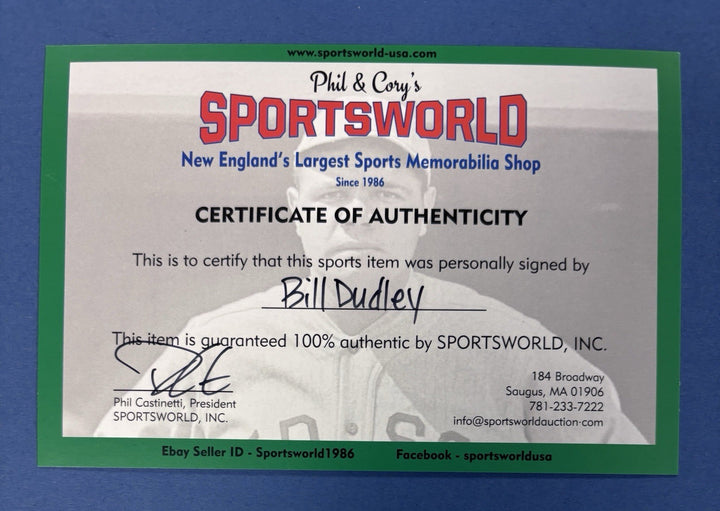 www.sportsworld-usa.com
Phil & Cory's
SPORTSWORLD
New England's Largest Sports Memorabilia Shop
Since 1986
CERTIFICATE OF AUTHENTICITY
This is to certify that this sports item was personally signed by
Bill Dudley
This item is guaranteed 100% authentic by SPORTSWORLD, INC.
Phil Castinetti, President
SPORTSWORLD, INC.
184 Broadway
Saugus, MA 01906
781-233-7222
info@sportsworldauction.com
Ebay Seller ID - Sportsworld1986
Facebook - sportsworldusa